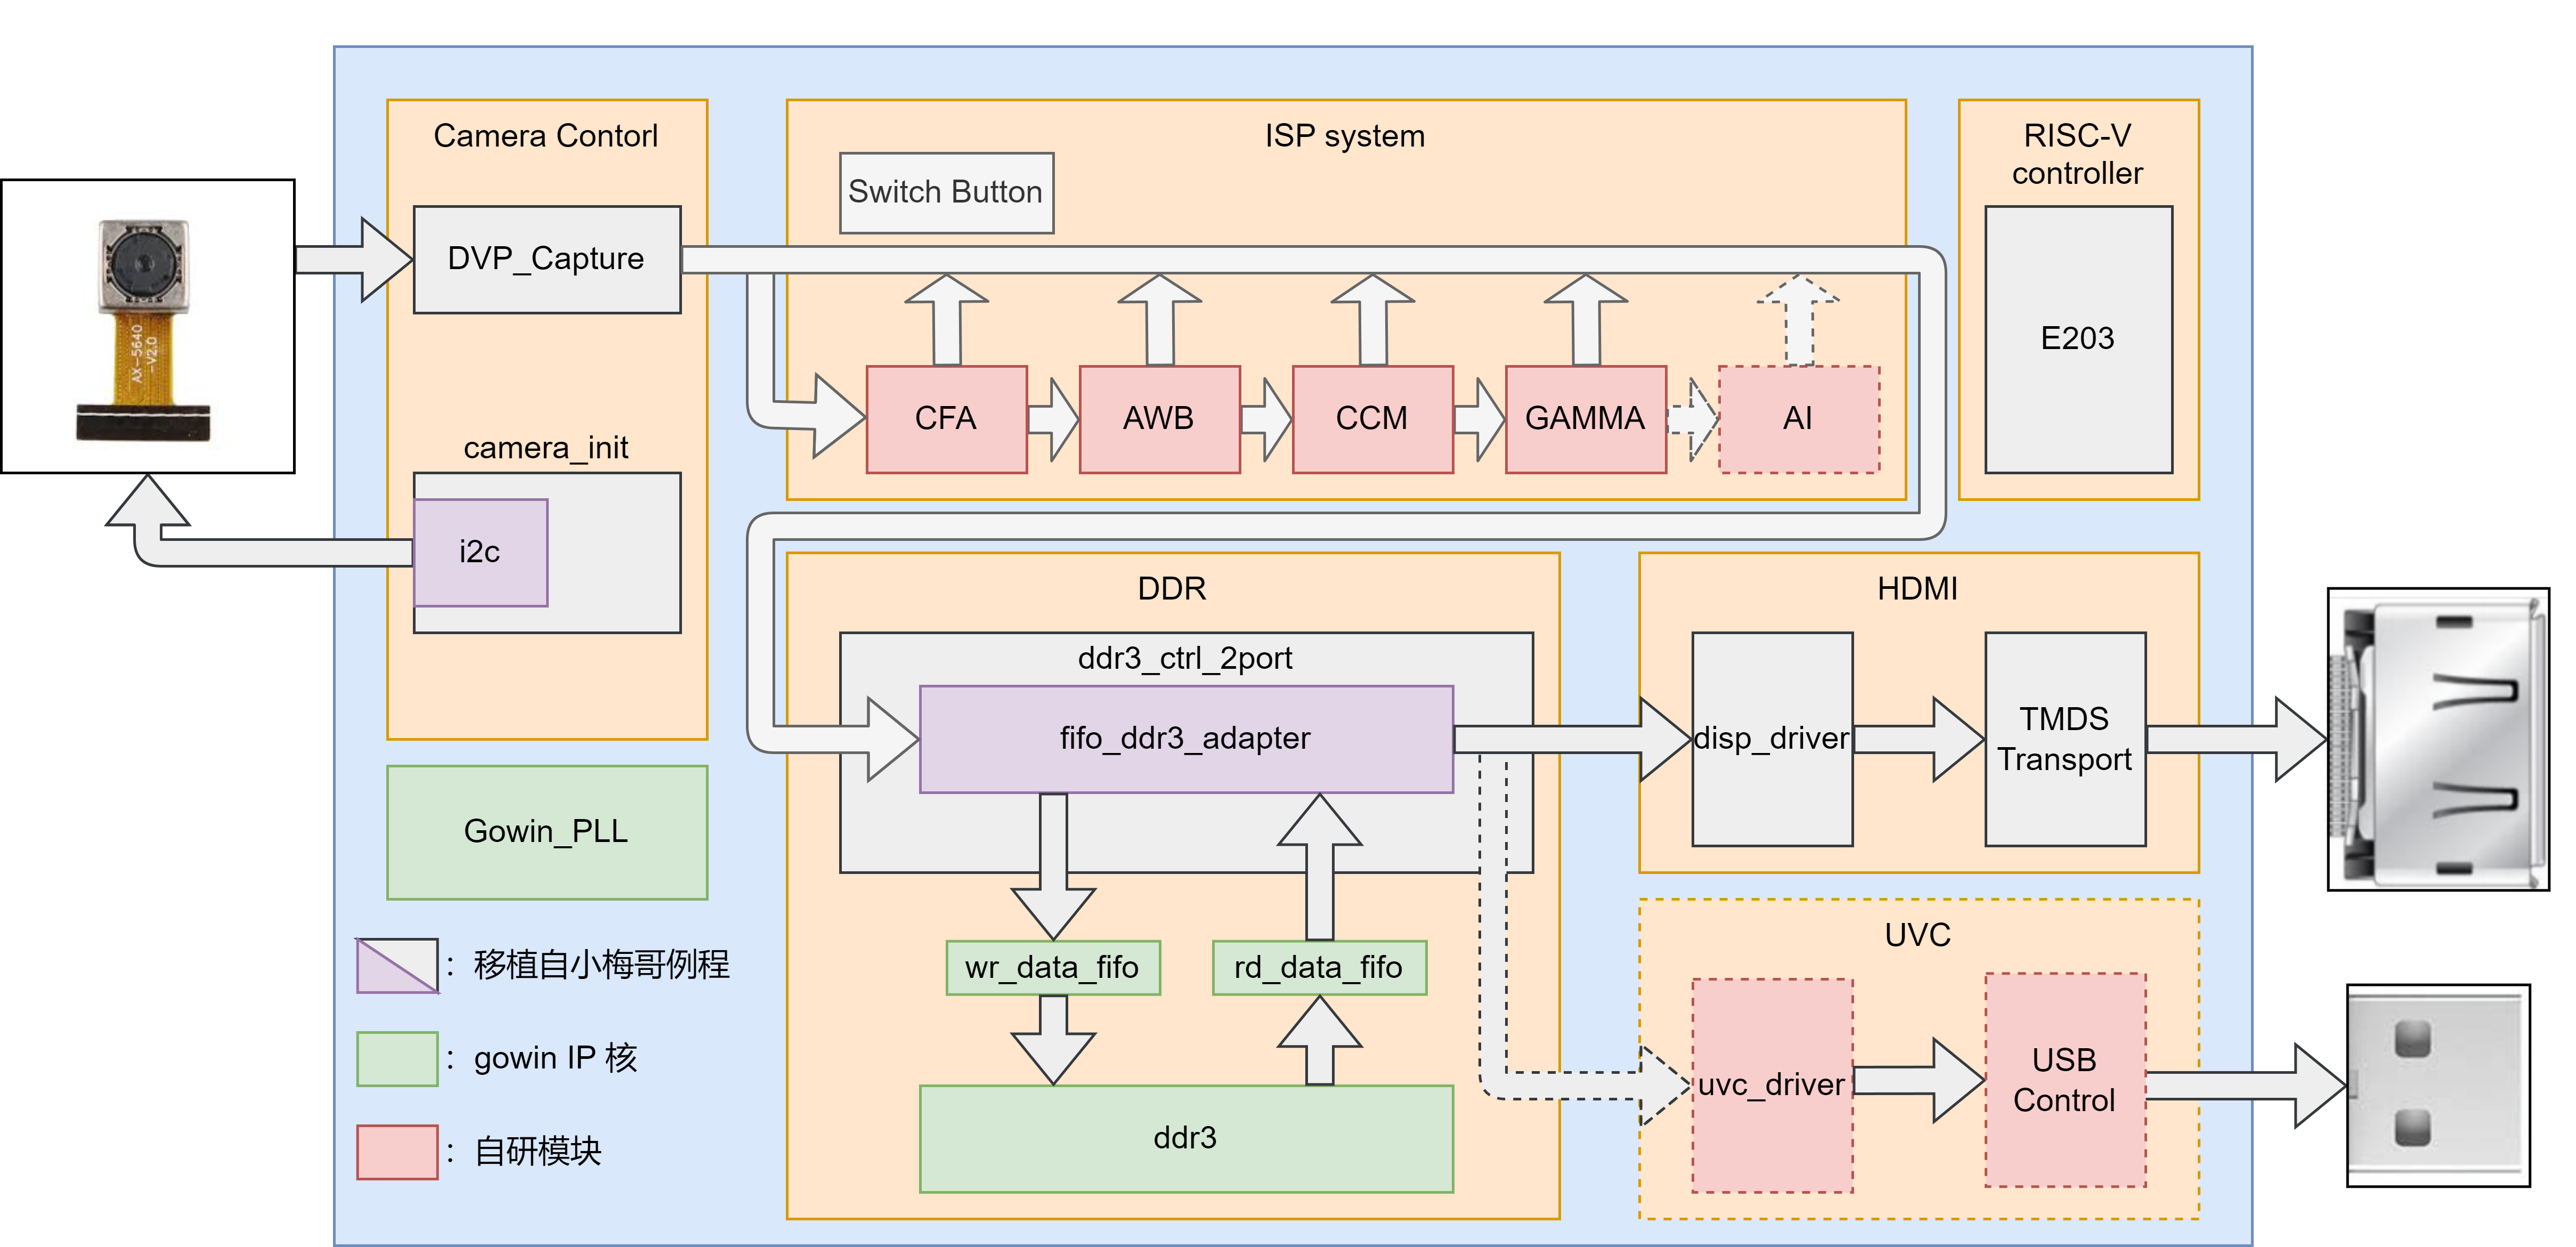 Camera Contorl
DVP_Capture
camera_init
i2c
AX-5640
-V2.0
ISP system
Switch Button
CFA
AWB
CCM
GAMMA
AI
RISC-V
controller
E203
DDR
ddr3_ctrl_2port
fifo_ddr3_adapter
wr_data_fifo
rd_data_fifo
ddr3
HDMI
disp_driver
TMDS
Transport
UVC
uvc_driver
USB
Control
Gowin_PLL
：移植自小梅哥例程
：gowin IP 核
：自研模块